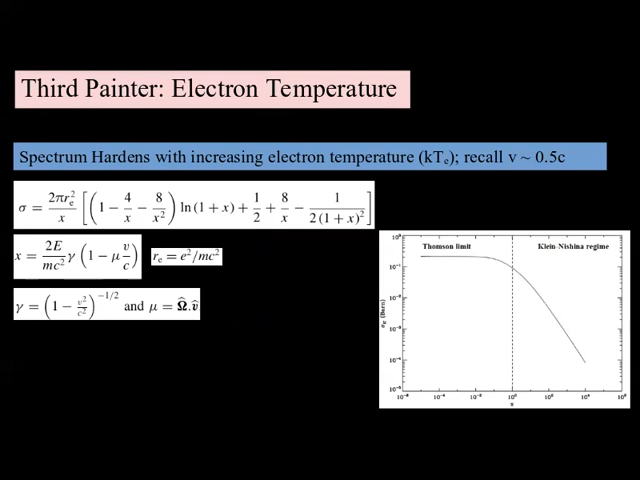 Third Painter: Electron Temperature
Spectrum Hardens with increasing electron temperature (kTₑ); recall v ~ 0.5c
σ = 2πrₑ²/x [(1 − 4/x − 8/x²) ln(1 + x) + 1/2 + 8/x − 1/(2(1 + x)²)]
x = 2E/mc² γ (1 − μ v/c)
rₑ = e²/mc²
γ = (1 − v²/c²)^−1/2 and μ = Ω̂.v̂
Thomson limit
Klein-Nishina regime